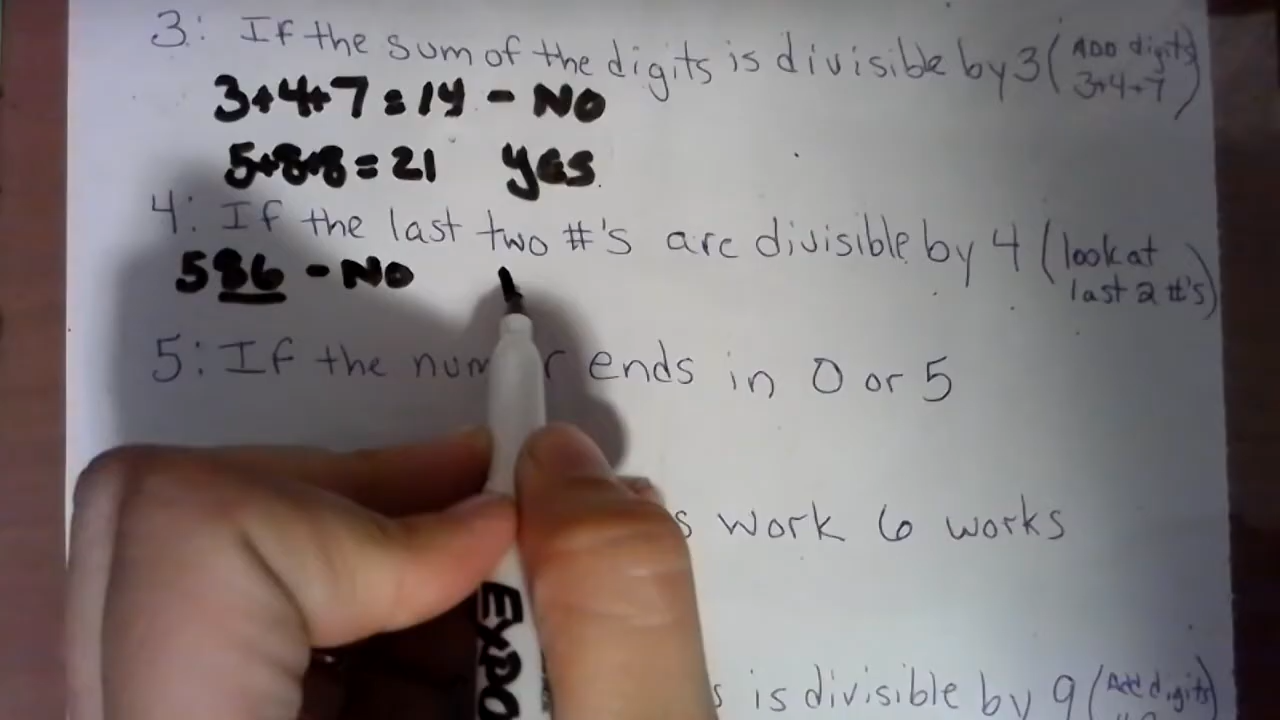 3: If the sum of the digits is divisible by 3 (ADD digits
3+4+7)
3+4+7=14 - NO
5+8+8=21 yes
4: If the last two #'s are divisible by 4 (look at
last 2 #'s)
586 - NO
5: If the num r ends in 0 or 5
s work 6 works
s is divisible by 9 (Add digits
EXPO